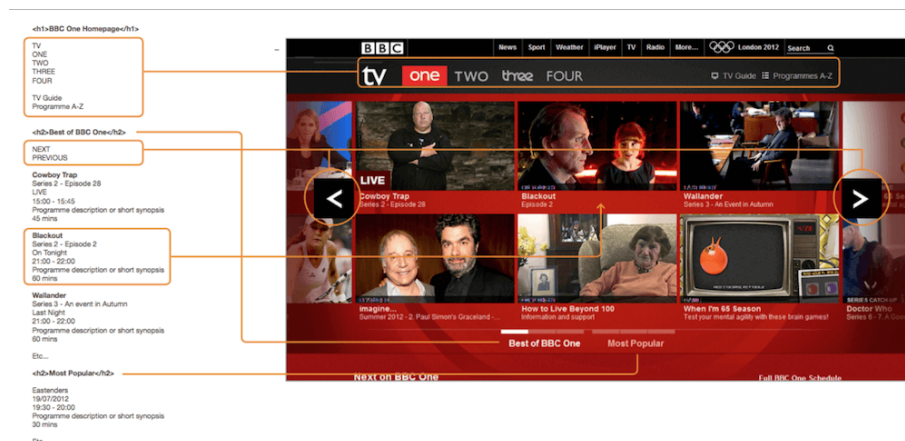 <h1>BBC One Homepage</h1>
TV
ONE
TWO
THREE
FOUR
TV Guide
Programme A-Z
<h2>Best of BBC One</h2>
NEXT
PREVIOUS
Cowboy Trap
Series 2 - Episode 28
LIVE
15:00 - 15:45
Programme description or short synopsis
45 mins
Blackout
Series 2 - Episode 2
On Tonight
21:00 - 22:00
Programme description or short synopsis
60 mins
Wallander
Series 3 - An event in Autumn
Last Night
21:00 - 22:00
Programme description or short synopsis
60 mins
Etc...
<h2>Most Popular</h2>
Eastenders
19/07/2012
19:30 - 20:00
Programme description or short synopsis
30 mins
BBC
News Sport Weather iPlayer TV Radio More... London 2012 Search
tv one TWO three FOUR TV Guide Programmes A-Z
LIVE
Cowboy Trap
Series 2 - Episode 28
Blackout
Episode 2
Wallander
Series 3 - An Event in Autumn
imagine...
Summer 2012 - 2. Paul Simon's Graceland - ...
How to Live Beyond 100
Information and support
When I'm 65 Season
Test your mental agility with these brain games!
SERIES CATCH UP
Doctor Who
Best of BBC One Most Popular
Next on BBC One Full BBC One Schedule